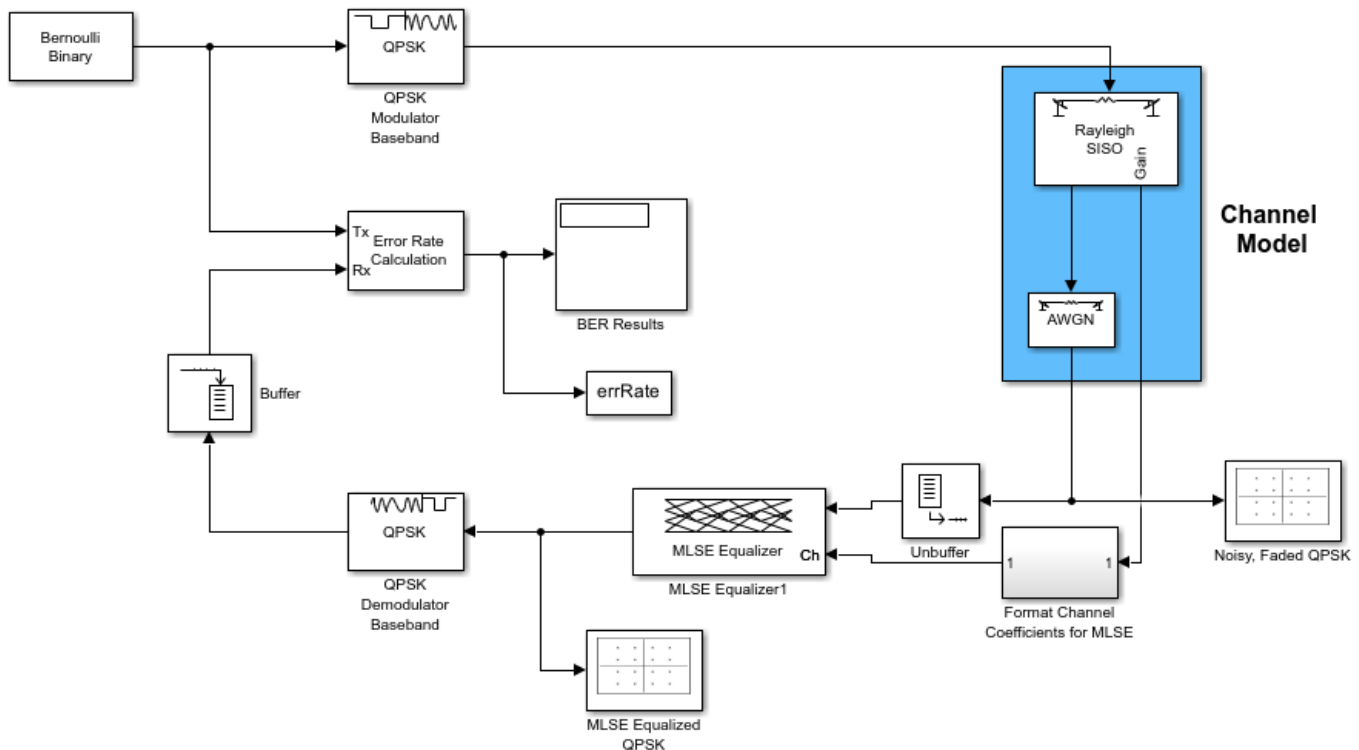 Bernoulli
Binary
QPSK
QPSK
Modulator
Baseband
Rayleigh
SISO
Gain
Channel
Model
AWGN
Tx
Rx
Error Rate
Calculation
BER Results
errRate
Buffer
QPSK
QPSK
Demodulator
Baseband
MLSE Equalizer
Ch
MLSE Equalizer1
Unbuffer
Noisy, Faded QPSK
1
1
Format Channel
Coefficients for MLSE
MLSE Equalized
QPSK